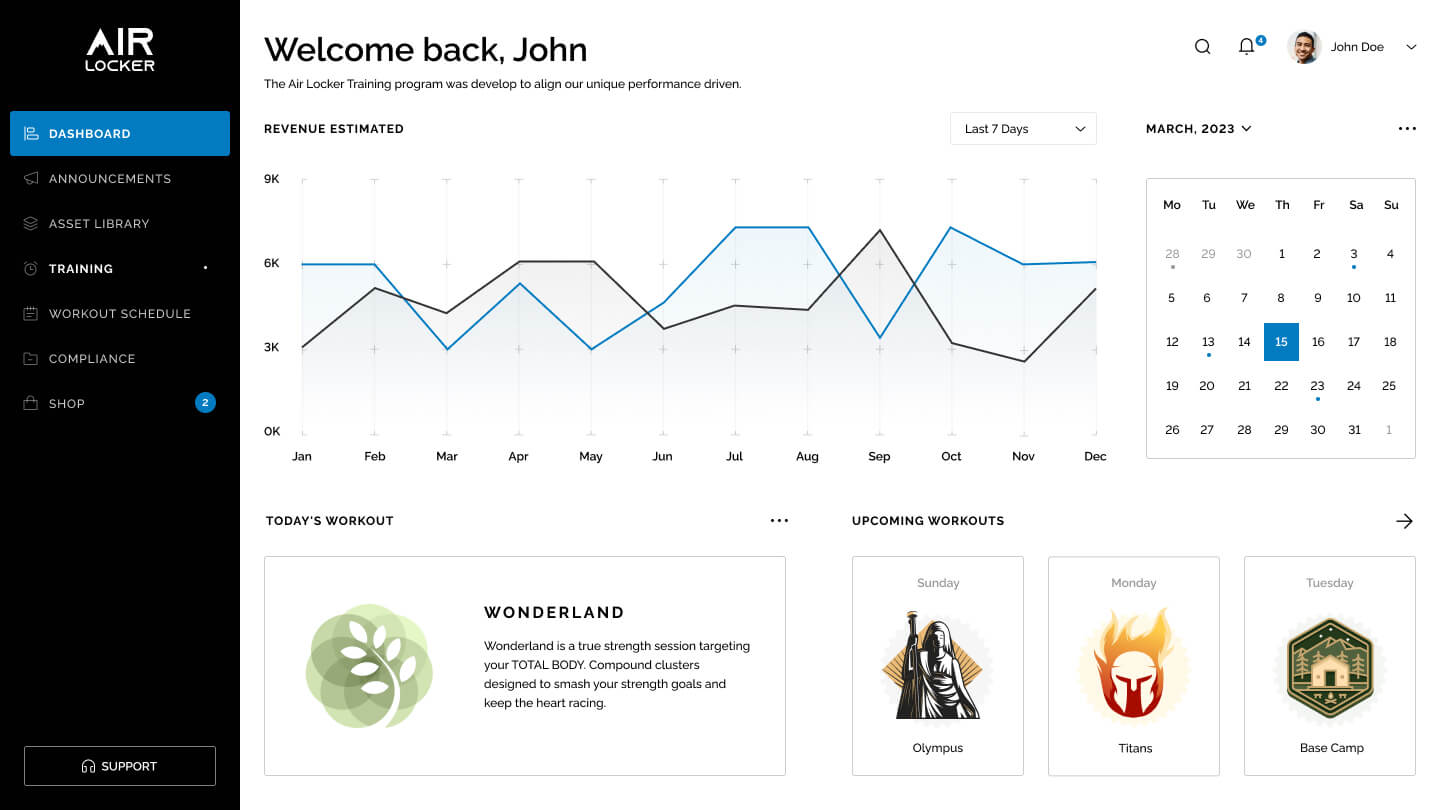 AIR
LOCKER
DASHBOARD
ANNOUNCEMENTS
ASSET LIBRARY
TRAINING
WORKOUT SCHEDULE
COMPLIANCE
SHOP 2
SUPPORT
Welcome back, John
The Air Locker Training program was develop to align our unique performance driven.
4
John Doe
REVENUE ESTIMATED
Last 7 Days
9K
6K
3K
0K
Jan Feb Mar Apr May Jun Jul Aug Sep Oct Nov Dec
MARCH, 2023
Mo Tu We Th Fr Sa Su
28 29 30 1 2 3 4
5 6 7 8 9 10 11
12 13 14 15 16 17 18
19 20 21 22 23 24 25
26 27 28 29 30 31 1
TODAY'S WORKOUT
WONDERLAND
Wonderland is a true strength session targeting
your TOTAL BODY. Compound clusters
designed to smash your strength goals and
keep the heart racing.
UPCOMING WORKOUTS
Sunday
Olympus
Monday
Titans
Tuesday
Base Camp